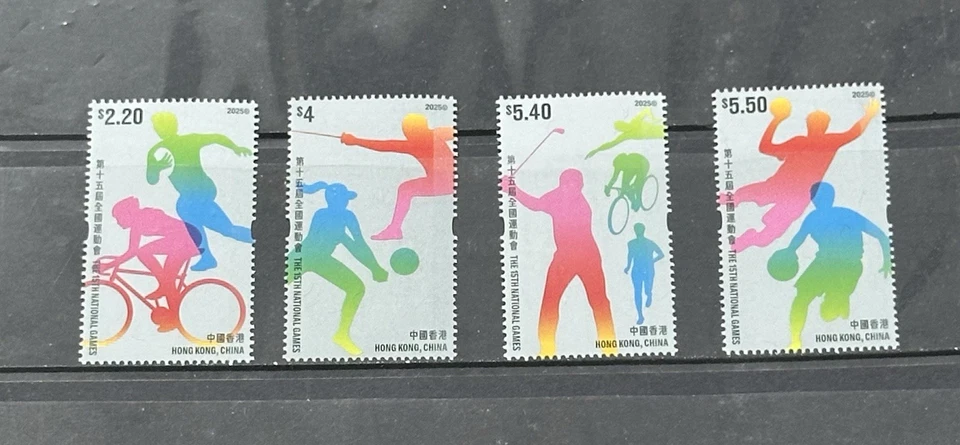 $2.20
2025©
第十五屆全國運動會 THE 15TH NATIONAL GAMES
中國香港
HONG KONG, CHINA
$4
2025©
第十五屆全國運動會 THE 15TH NATIONAL GAMES
中國香港
HONG KONG, CHINA
$5.40
2025©
第十五屆全國運動會 THE 15TH NATIONAL GAMES
中國香港
HONG KONG, CHINA
$5.50
2025©
第十五屆全國運動會 THE 15TH NATIONAL GAMES
中國香港
HONG KONG, CHINA